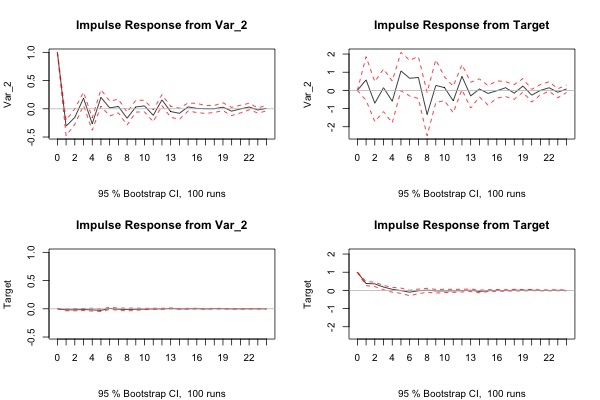 Impulse Response from Var_2
Var_2
1.0
0.5
0.0
-0.5
0 2 4 6 8 10 13 16 19 22
95 % Bootstrap CI, 100 runs
Impulse Response from Target
Var_2
2
1
0
-1
-2
0 2 4 6 8 10 13 16 19 22
95 % Bootstrap CI, 100 runs
Impulse Response from Var_2
Target
1.0
0.5
0.0
-0.5
0 2 4 6 8 10 13 16 19 22
95 % Bootstrap CI, 100 runs
Impulse Response from Target
Target
2
1
0
-1
-2
0 2 4 6 8 10 13 16 19 22
95 % Bootstrap CI, 100 runs